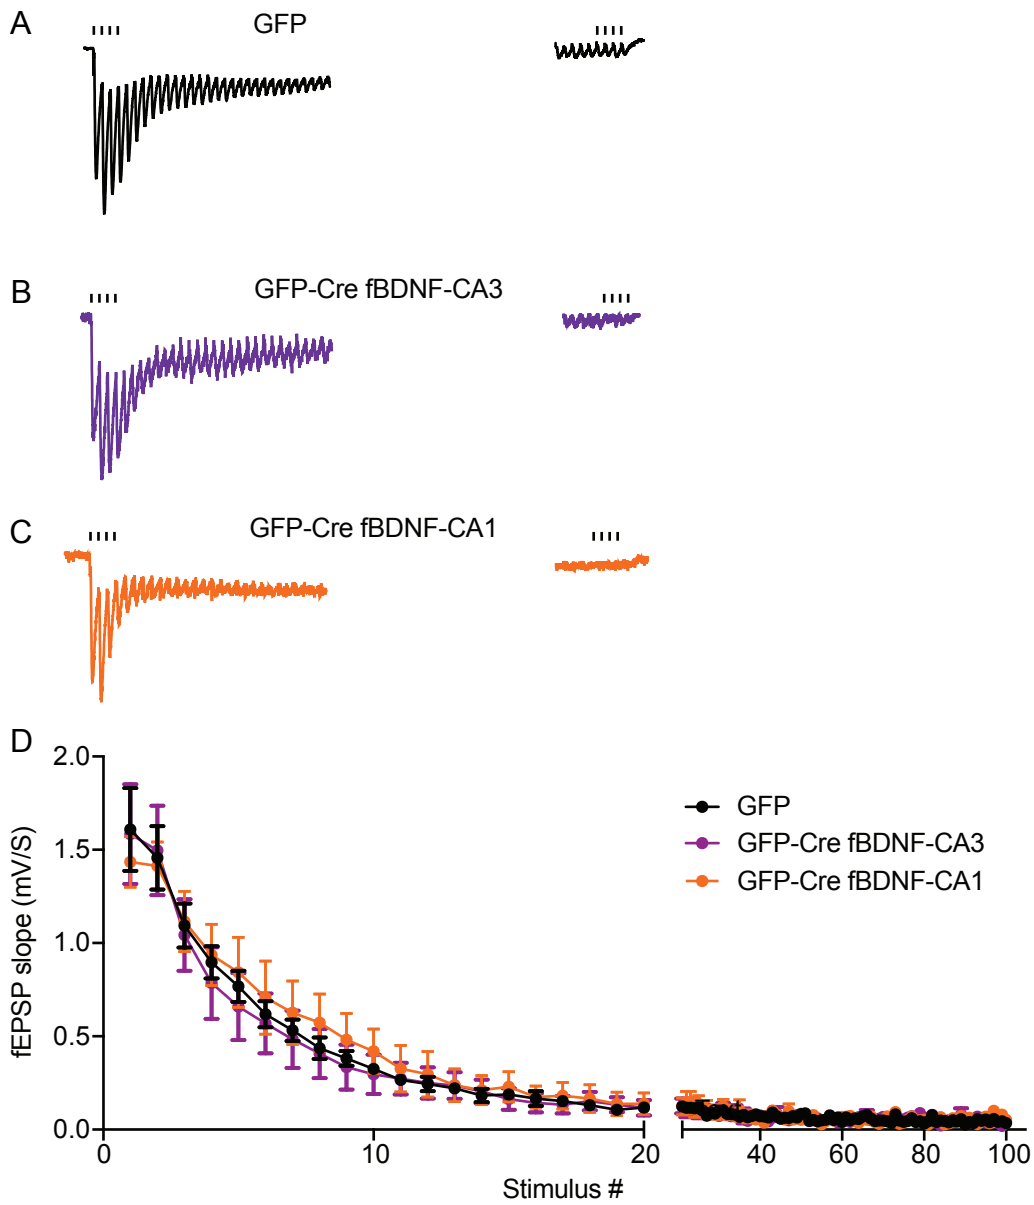 A
GFP
B
GFP-Cre fBDNF-CA3
C
GFP-Cre fBDNF-CA1
D
fEPSP slope (mV/S)
2.0
1.5
1.0
0.5
0.0
GFP
GFP-Cre fBDNF-CA3
GFP-Cre fBDNF-CA1
0 10 20 40 60 80 100
Stimulus #